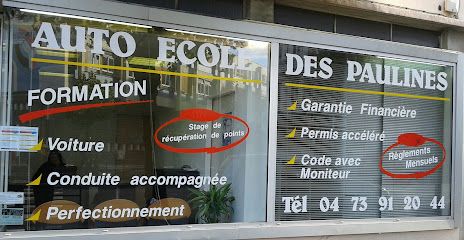 AUTO ECOLE
FORMATION
Voiture
Conduite accompagnée
Perfectionnement
Stage de
récupération de points
DES PAULINES
Garantie Financière
Permis accéléré
Code avec
Moniteur
Règlements
Mensuels
Tél 04 73 91 20 44